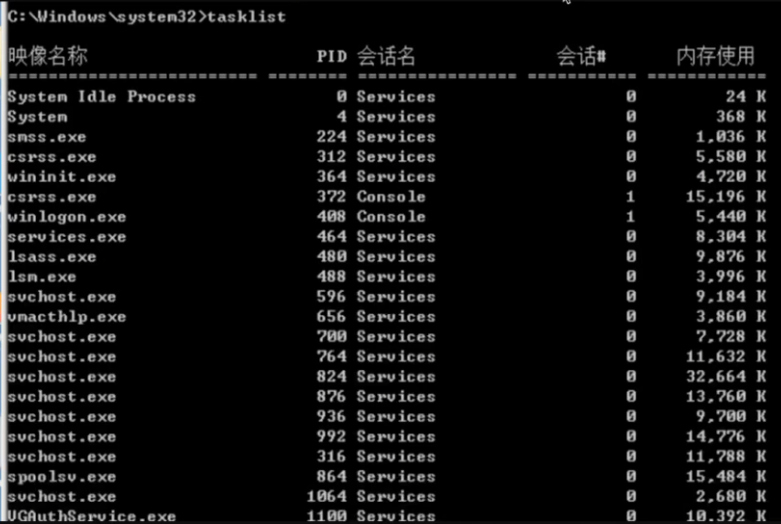 C:\Windows\system32>tasklist
映像名称 PID 会话名 会话# 内存使用
========================= ======== ================ =========== ============
System Idle Process 0 Services 0 24 K
System 4 Services 0 368 K
smss.exe 224 Services 0 1,036 K
csrss.exe 312 Services 0 5,580 K
wininit.exe 364 Services 0 4,720 K
csrss.exe 372 Console 1 15,196 K
winlogon.exe 408 Console 1 5,440 K
services.exe 464 Services 0 8,304 K
lsass.exe 480 Services 0 9,876 K
lsm.exe 488 Services 0 3,996 K
svchost.exe 596 Services 0 9,184 K
vmacthlp.exe 656 Services 0 3,860 K
svchost.exe 700 Services 0 7,728 K
svchost.exe 764 Services 0 11,632 K
svchost.exe 824 Services 0 32,664 K
svchost.exe 876 Services 0 13,760 K
svchost.exe 936 Services 0 9,700 K
svchost.exe 992 Services 0 14,776 K
svchost.exe 316 Services 0 11,788 K
spoolsv.exe 864 Services 0 15,484 K
svchost.exe 1064 Services 0 2,680 K
VGAuthService.exe 1100 Services 0 10,392 K